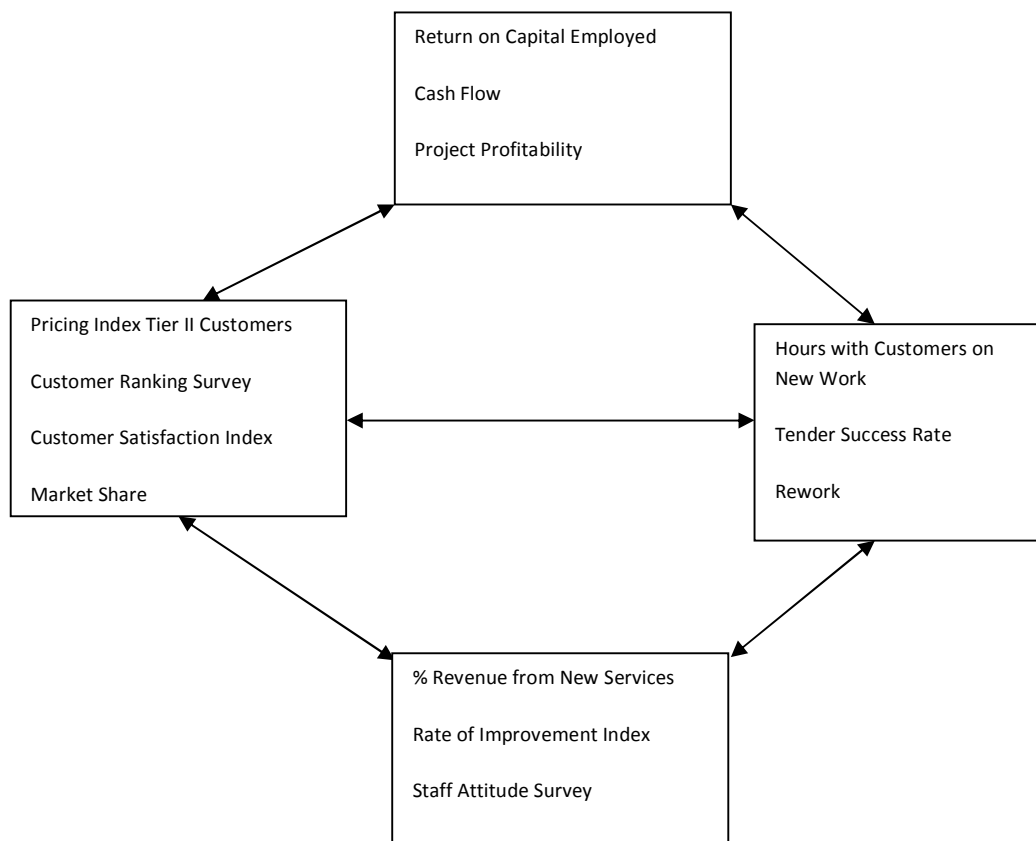 Return on Capital Employed
Cash Flow
Project Profitability
Pricing Index Tier II Customers
Customer Ranking Survey
Customer Satisfaction Index
Market Share
Hours with Customers on
New Work
Tender Success Rate
Rework
% Revenue from New Services
Rate of Improvement Index
Staff Attitude Survey